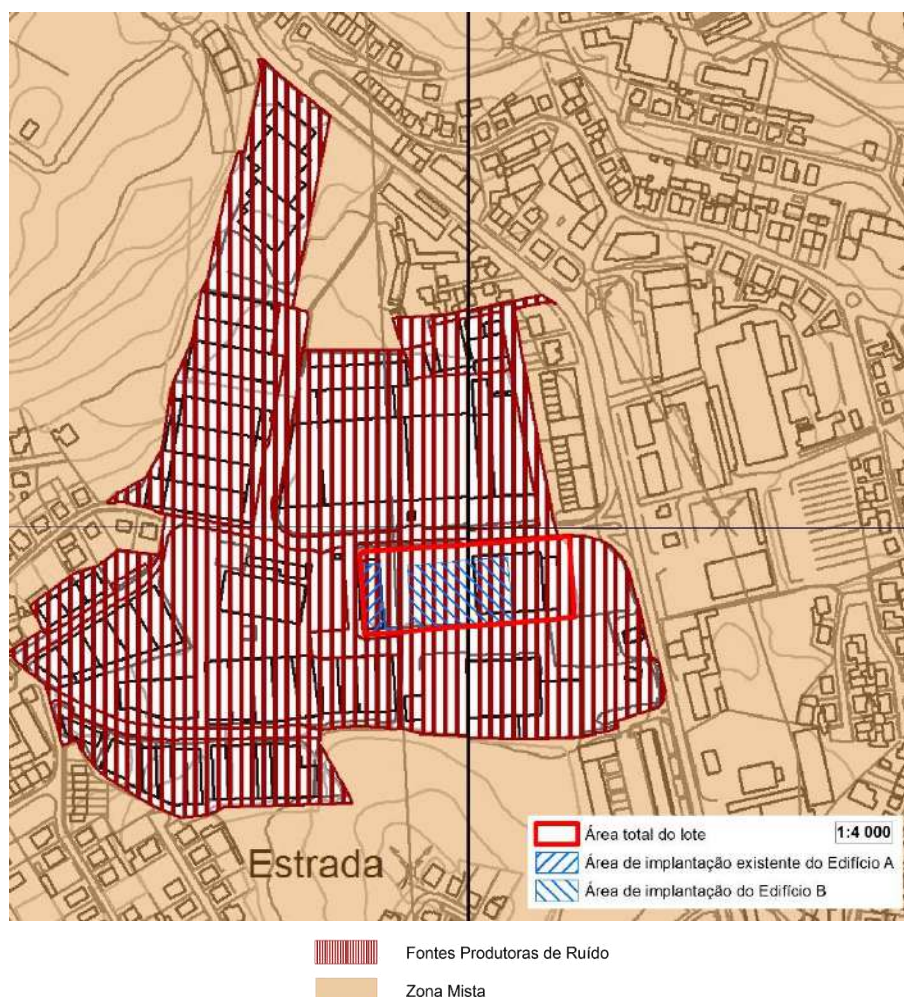 Estrada
Área total do lote 1:4 000
Área de implantação existente do Edifício A
Área de implantação do Edifício B
Fontes Produtoras de Ruído
Zona Mista